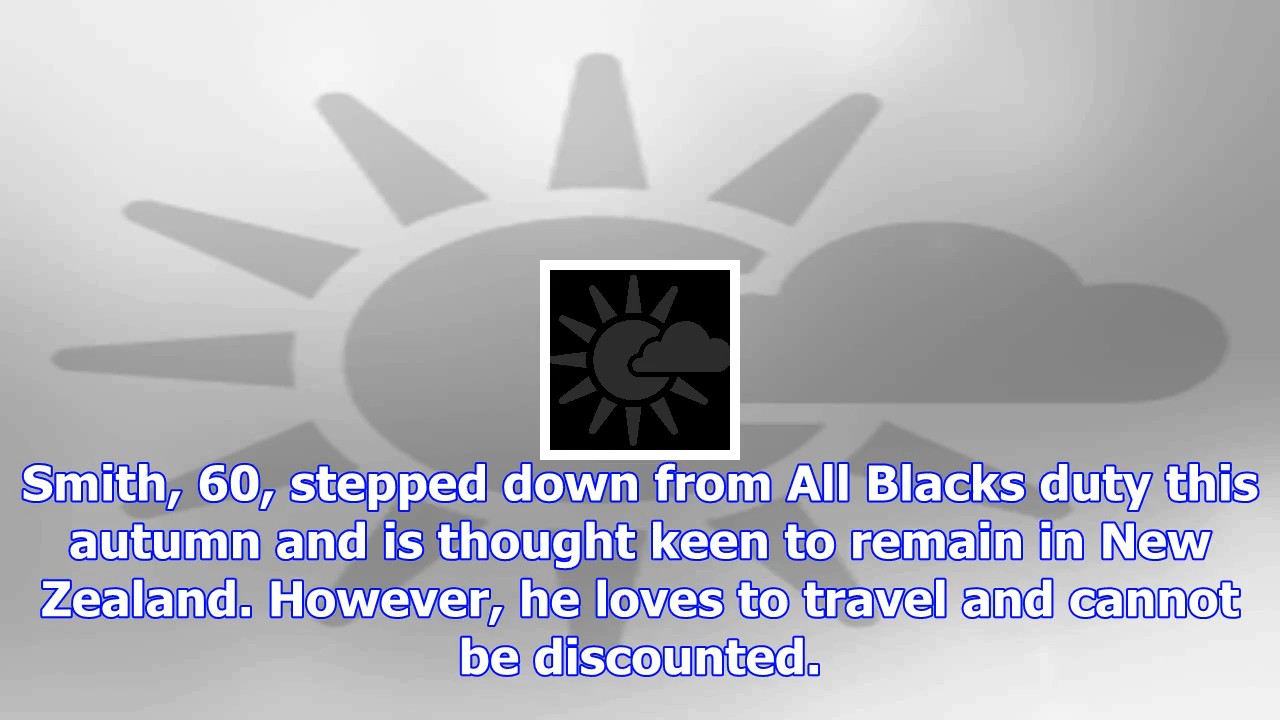 Smith, 60, stepped down from All Blacks duty this
autumn and is thought keen to remain in New
Zealand. However, he loves to travel and cannot
be discounted.